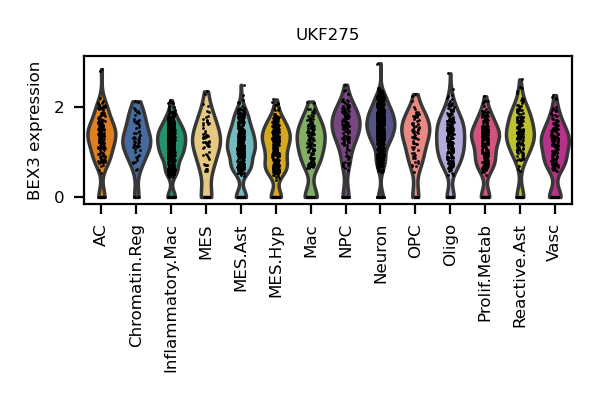 UKF275
BEX3 expression
2
0
AC
Chromatin.Reg
Inflammatory.Mac
MES
MES.Ast
MES.Hyp
Mac
NPC
Neuron
OPC
Oligo
Prolif.Metab
Reactive.Ast
Vasc